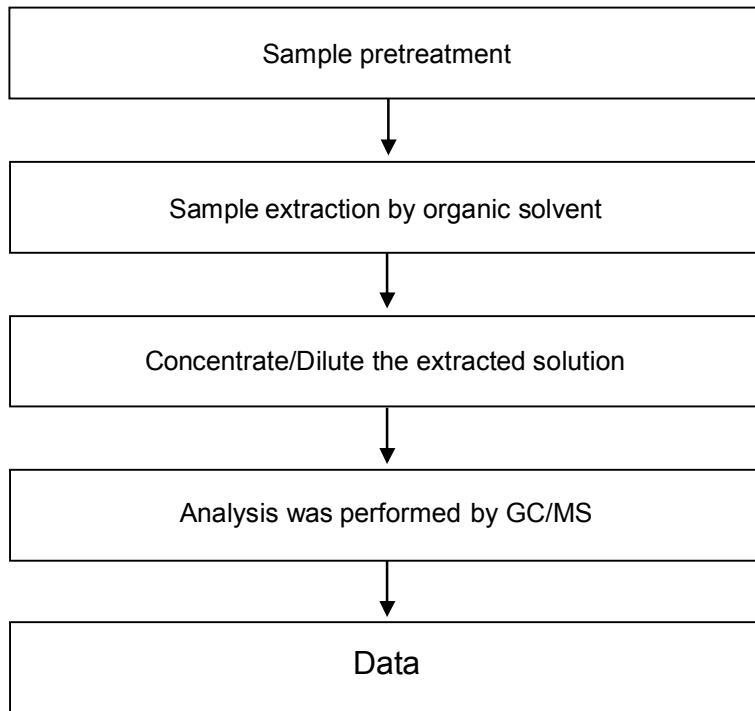 Sample pretreatment
Sample extraction by organic solvent
Concentrate/Dilute the extracted solution
Analysis was performed by GC/MS
Data